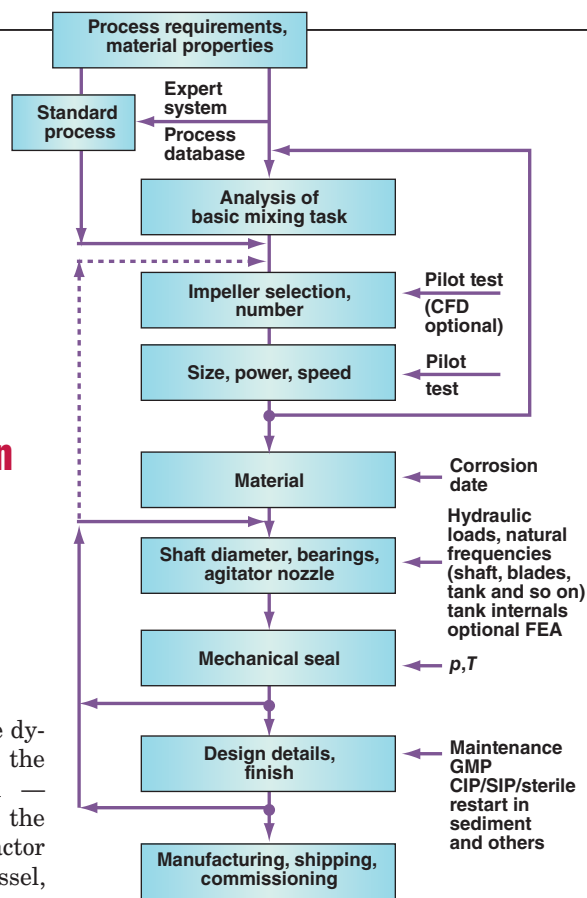 Process requirements,
material properties
Expert
system
Standard
process
Process
database
Analysis of
basic mixing task
Impeller selection,
number
Pilot test
(CFD
optional)
Size, power, speed
Pilot
test
n
Material
Corrosion
date
Shaft diameter, bearings,
agitator nozzle
Hydraulic
loads, natural
frequencies
(shaft, blades,
tank and so on)
tank internals
optional FEA
Mechanical seal
p,T
e dy-
the
—
the
actor
ssel,
Design details,
finish
Maintenance
GMP
CIP/SIP/sterile
restart in
sediment
and others
Manufacturing, shipping,
commissioning